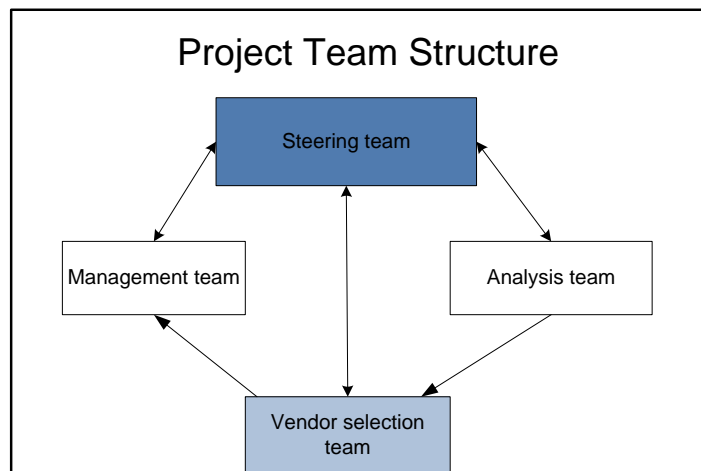 Project Team Structure
Steering team
Management team
Analysis team
Vendor selection
team